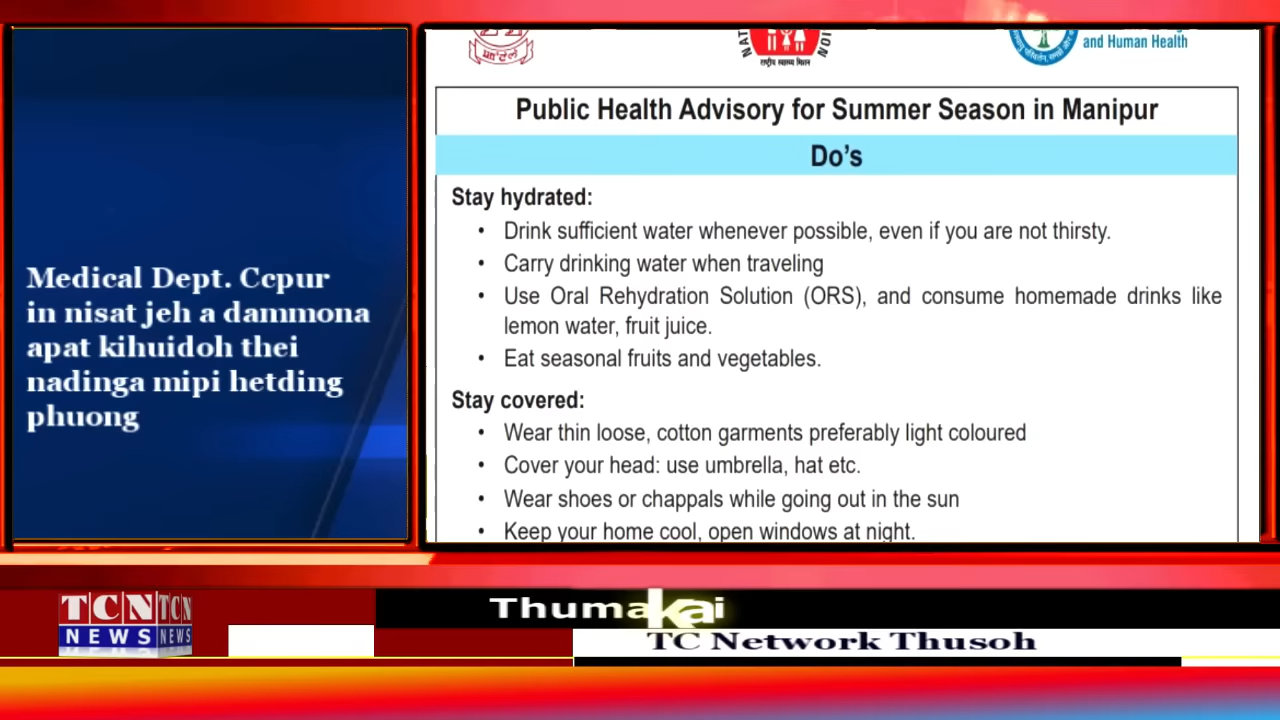 Medical Dept. Ccpur
in nisat jeh a dammona
apat kihuidoh thei
nadinga mipi hetding
phuong
and Human Health
राष्ट्रीय स्वास्थ्य मिशन
Public Health Advisory for Summer Season in Manipur
Do's
Stay hydrated:
• Drink sufficient water whenever possible, even if you are not thirsty.
• Carry drinking water when traveling
• Use Oral Rehydration Solution (ORS), and consume homemade drinks like
lemon water, fruit juice.
• Eat seasonal fruits and vegetables.
Stay covered:
• Wear thin loose, cotton garments preferably light coloured
• Cover your head: use umbrella, hat etc.
• Wear shoes or chappals while going out in the sun
• Keep your home cool, open windows at night.
TCN TCN
NEWS NEWS
Thumakai
TC Network Thusoh